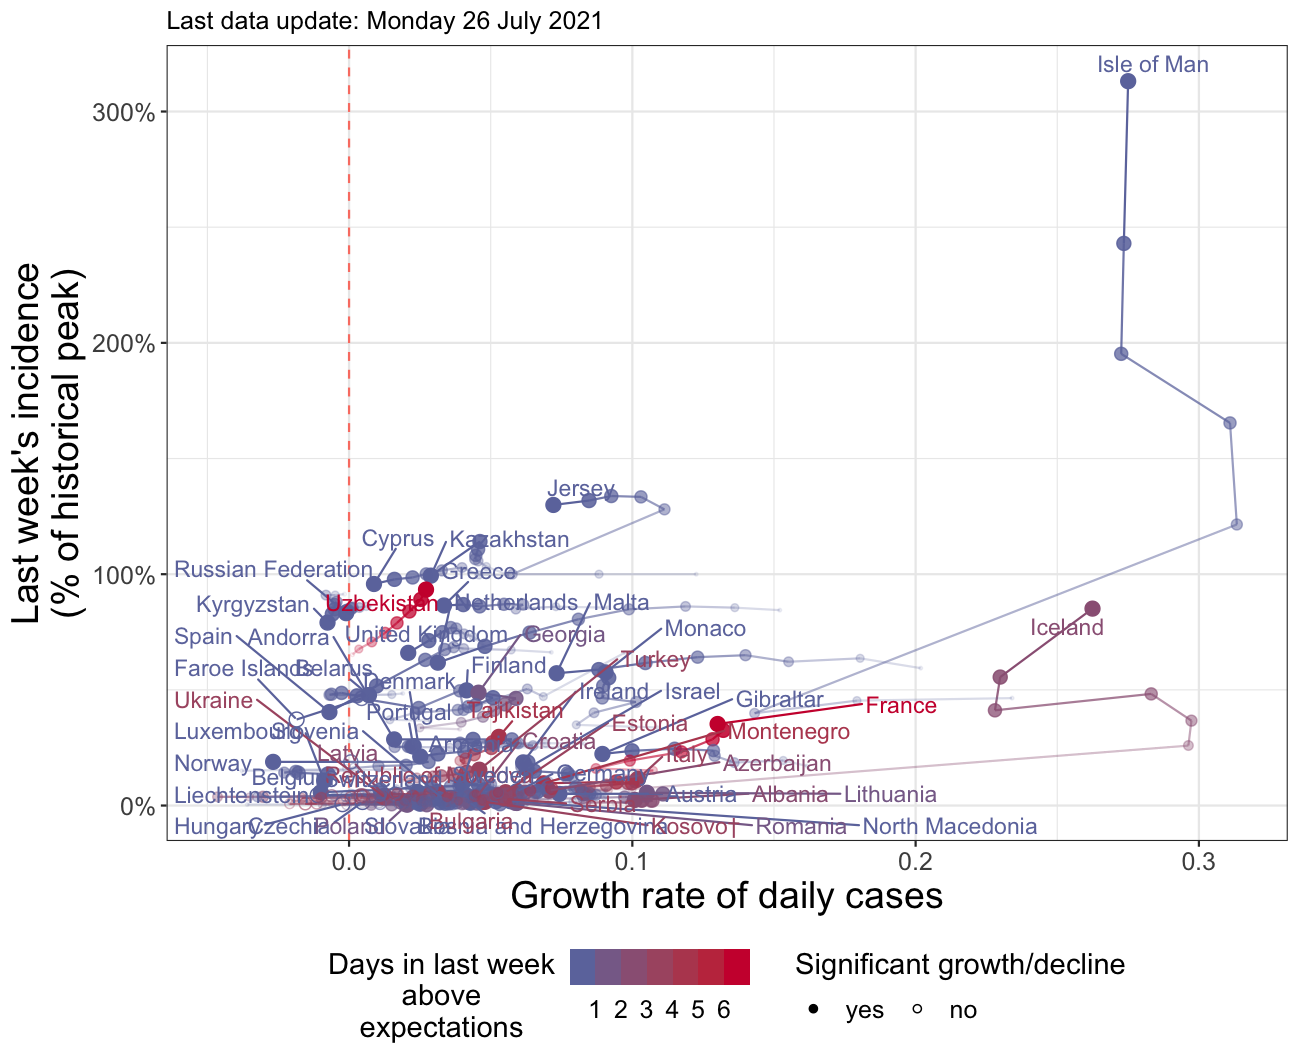 Last data update: Monday 26 July 2021
Last week's incidence
(% of historical peak)
300%
200%
100%
0%
Isle of Man
Jersey
Cyprus
Kazakhstan
Russian Federation
Greece
Kyrgyzstan
Uzbekistan
Netherlands
Malta
Spain
Andorra
United Kingdom
Georgia
Monaco
Iceland
Faroe Islands
Belarus
Finland
Turkey
Denmark
Ukraine
Ireland
Israel
Gibraltar
France
Portugal
Tajikistan
Luxembourg
Slovenia
Estonia
Montenegro
Croatia
Latvia
Italy
Norway
Azerbaijan
Republic of Moldova
Germany
Liechtenstein
Serbia
Austria
Albania
Lithuania
Hungary
Czechia
Poland
Slovakia
Bulgaria
Bosnia and Herzegovina
Kosovo
Romania
North Macedonia
0.0
0.1
0.2
0.3
Growth rate of daily cases
Days in last week
above
expectations
1 2 3 4 5 6
Significant growth/decline
yes
no